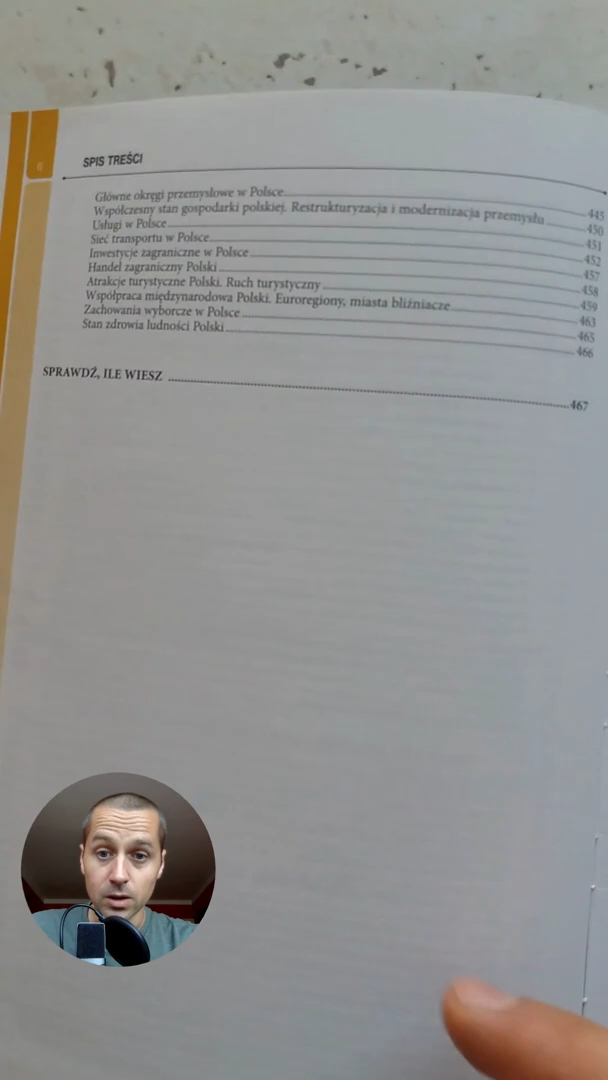 6
SPIS TREŚCI
Główne okręgi przemysłowe w Polsce 445
Współczesny stan gospodarki polskiej. Restrukturyzacja i modernizacja przemysłu 450
Usługi w Polsce 451
Sieć transportu w Polsce 452
Inwestycje zagraniczne w Polsce 457
Handel zagraniczny Polski 458
Atrakcje turystyczne Polski. Ruch turystyczny 459
Współpraca międzynarodowa Polski. Euroregiony, miasta bliźniacze 463
Zachowania wyborcze w Polsce 465
Stan zdrowia ludności Polski 466
SPRAWDŹ, ILE WIESZ 467